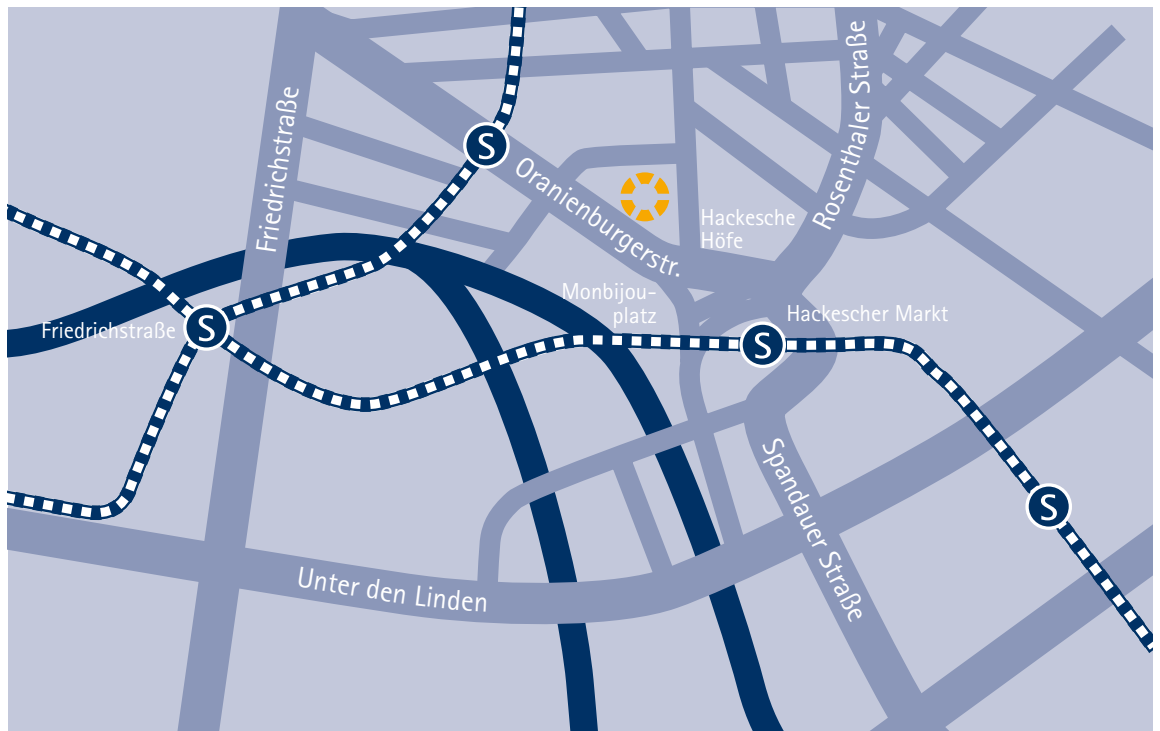 Friedrichstraße
Rosenthaler Straße
S
Oranienburgerstr.
Hackesche
Höfe
Monbijou-
platz
Hackescher Markt
S
Friedrichstraße
S
Spandauer Straße
S
Unter den Linden